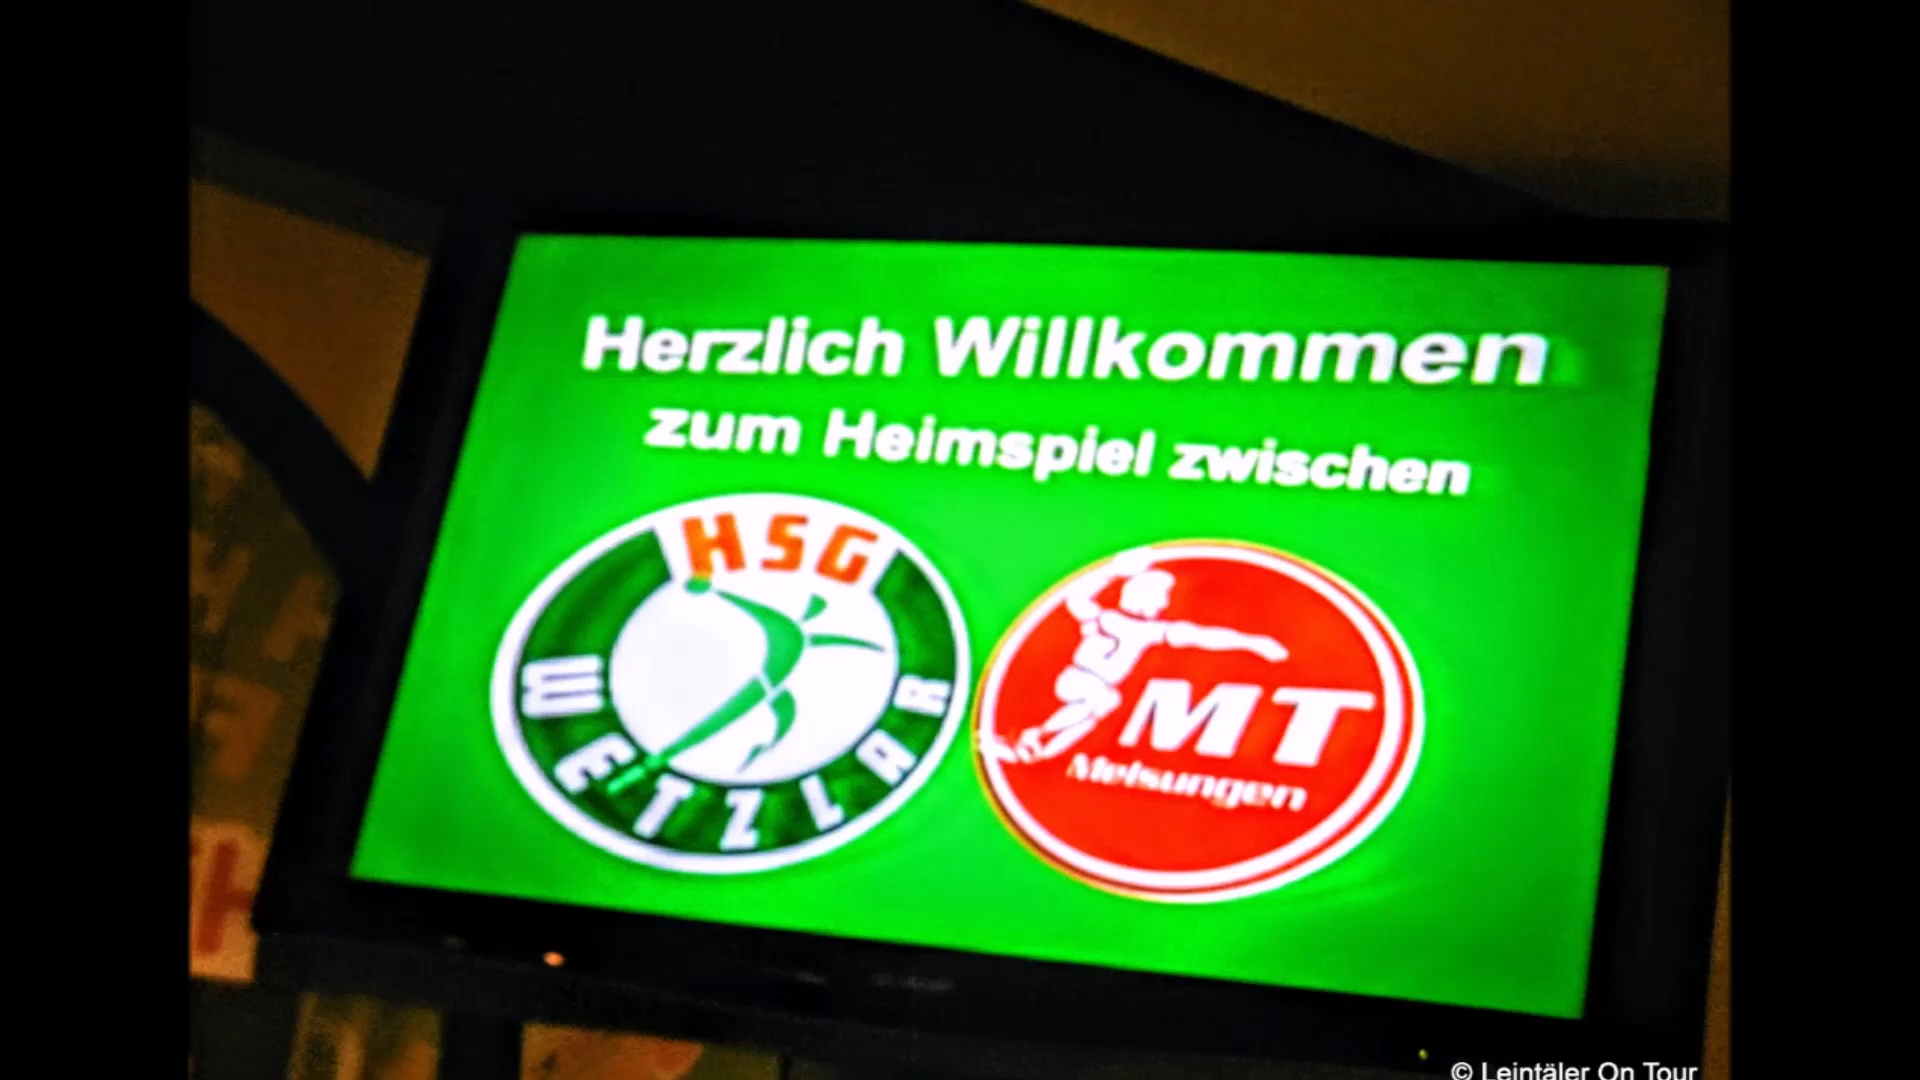 Herzlich Willkommen
zum Heimspiel zwischen
HSG
WETZLAR
MT
Melsungen
© Leintäler On Tour